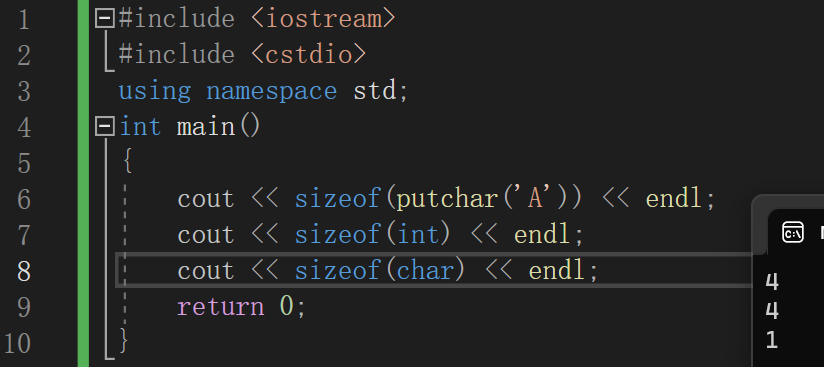 1 #include <iostream>
2 #include <cstdio>
3 using namespace std;
4 int main()
5 {
6 cout << sizeof(putchar('A')) << endl;
7 cout << sizeof(int) << endl;
8 cout << sizeof(char) << endl;
9 return 0;
10 }
C:\
4
4
1